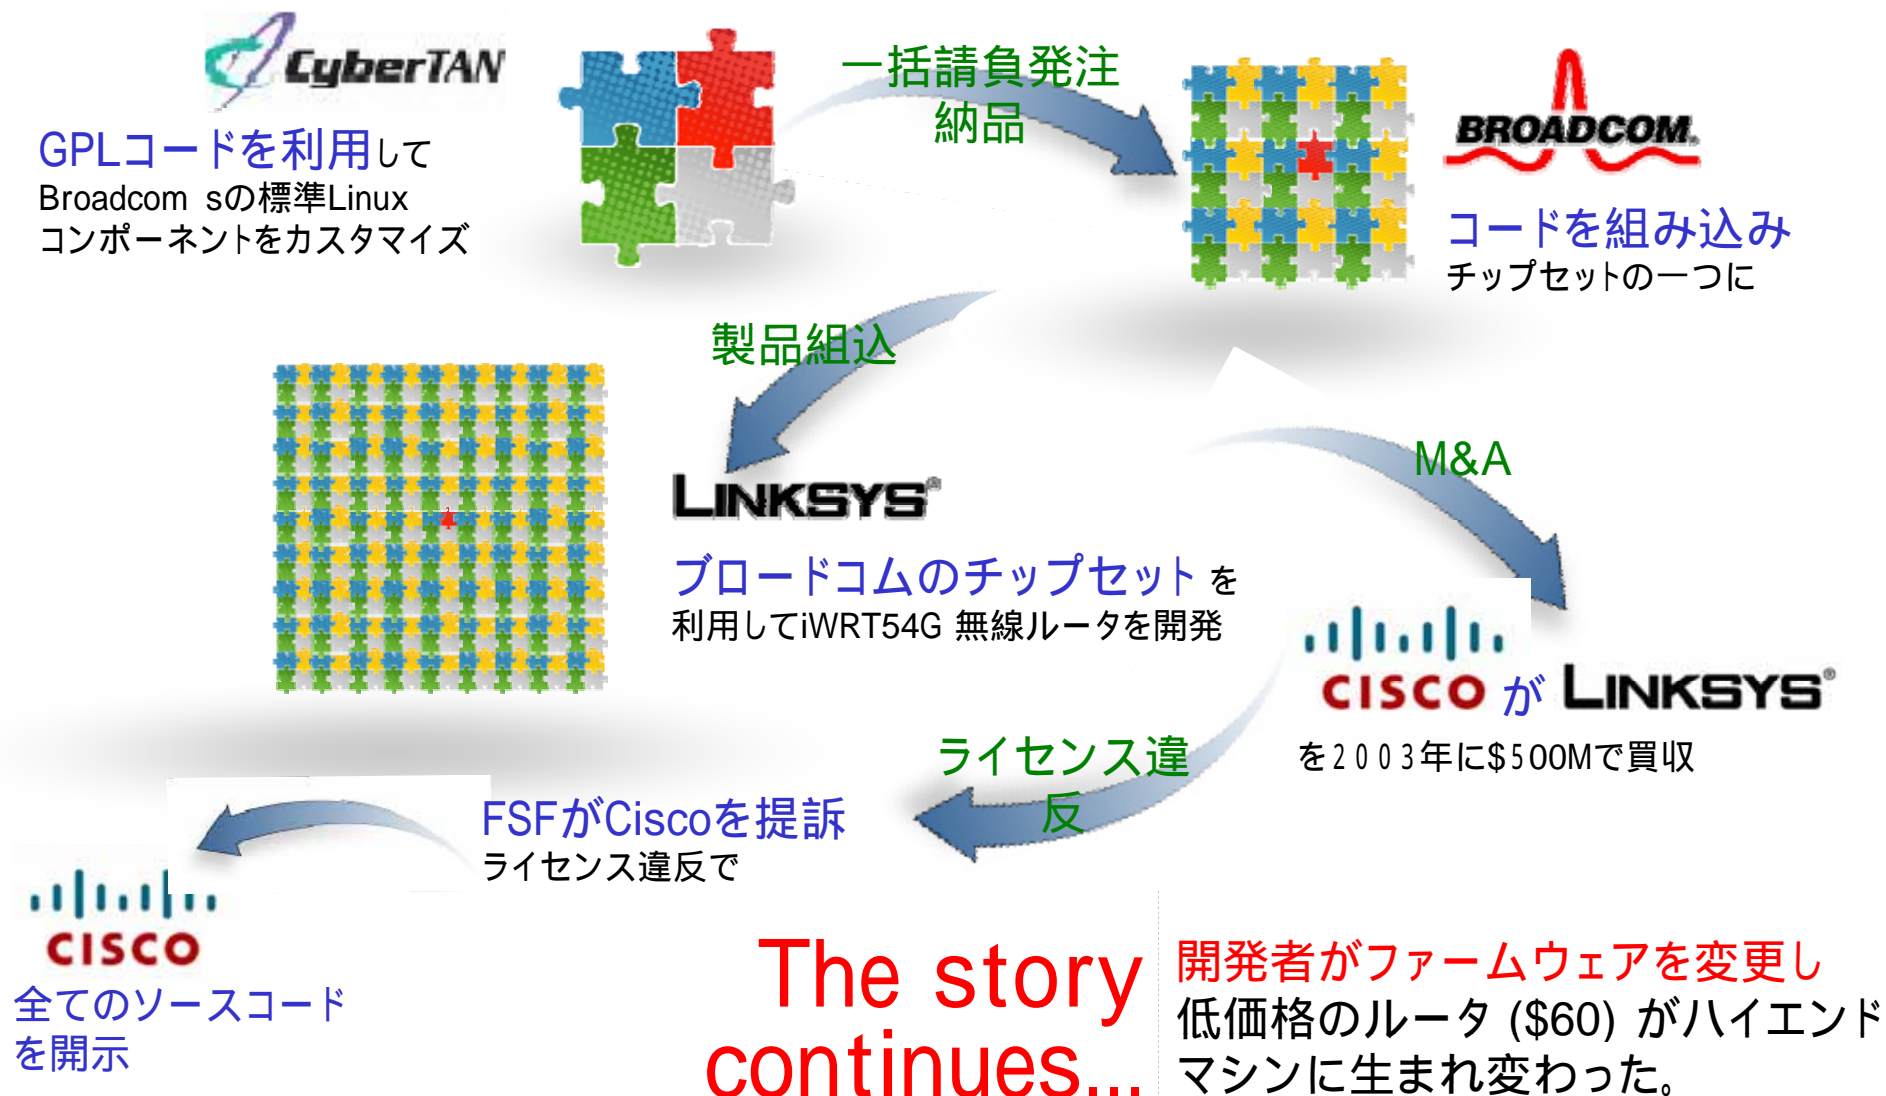 CyberTAN
GPLコードを利用して
Broadcom sの標準Linux
コンポーネントをカスタマイズ
一括請負発注
納品
BROADCOM.
コードを組み込み
チップセットの一つに
製品組込
LINKSYS®
ブロードコムのチップセット を
利用してiWRT54G 無線ルータを開発
M&A
CISCO が LINKSYS®
を2003年に$500Mで買収
ライセンス違
反
FSFがCiscoを提訴
ライセンス違反で
CISCO
全てのソースコード
を開示
The story
continues...
開発者がファームウェアを変更し
低価格のルータ ($60) がハイエンド
マシンに生まれ変わった。